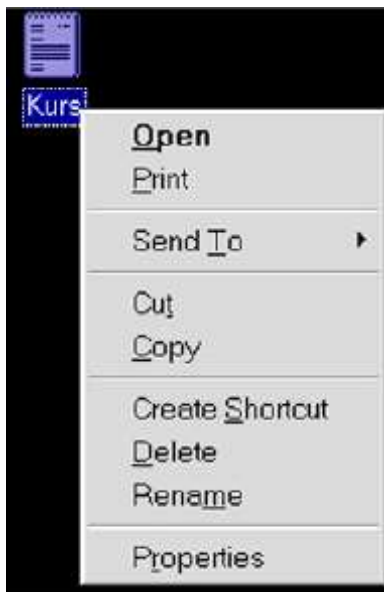 Kurs
Open
Print
Send To
Cut
Copy
Create Shortcut
Delete
Rename
Properties